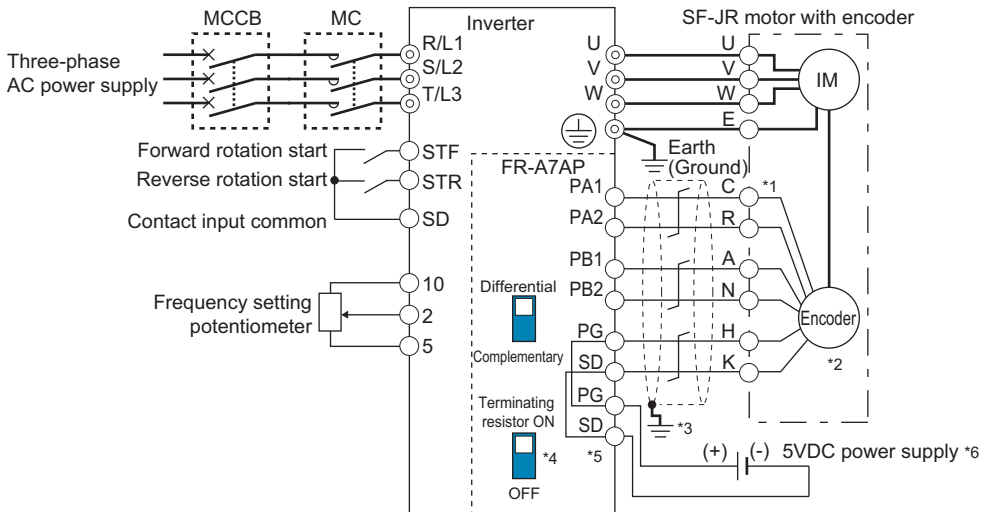 MCCB
MC
Inverter
SF-JR motor with encoder
Three-phase
AC power supply
R/L1
S/L2
T/L3
U
V
W
U
V
W
E
IM
Earth
(Ground)
Forward rotation start
Reverse rotation start
Contact input common
STF
STR
SD
FR-A7AP
PA1
PA2
PB1
PB2
PG
SD
PG
SD
C
*1
R
A
N
H
K
Encoder
*2
*3
Frequency setting
potentiometer
10
2
5
Differential
Complementary
Terminating
resistor ON
*4
OFF
*5
(+)
(-)
5VDC power supply *6